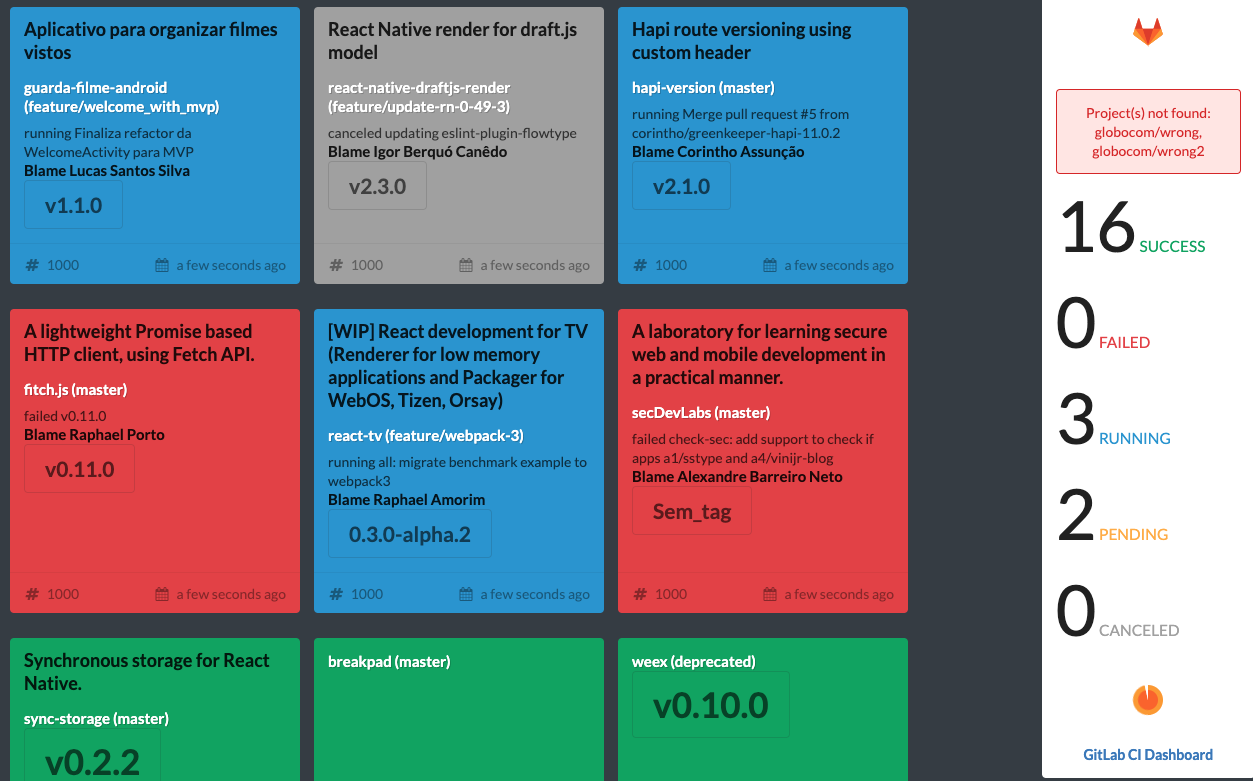 Aplicativo para organizar filmes
vistos
guarda-filme-android
(feature/welcome_with_mvp)
running Finaliza refactor da
WelcomeActivity para MVP
Blame Lucas Santos Silva
v1.1.0
# 1000
a few seconds ago
React Native render for draft.js
model
react-native-draftjs-render
(feature/update-rn-0-49-3)
canceled updating eslint-plugin-flowtype
Blame Igor Berquó Canêdo
v2.3.0
# 1000
a few seconds ago
Hapi route versioning using
custom header
hapi-version (master)
running Merge pull request #5 from
corintho/greenkeeper-hapi-11.0.2
Blame Corintho Assunção
v2.1.0
# 1000
a few seconds ago
A lightweight Promise based
HTTP client, using Fetch API.
fitch.js (master)
failed v0.11.0
Blame Raphael Porto
v0.11.0
# 1000
a few seconds ago
[WIP] React development for TV
(Renderer for low memory
applications and Packager for
WebOS, Tizen, Orsay)
react-tv (feature/webpack-3)
running all: migrate benchmark example to
webpack3
Blame Raphael Amorim
0.3.0-alpha.2
# 1000
a few seconds ago
A laboratory for learning secure
web and mobile development in
a practical manner.
secDevLabs (master)
failed check-sec: add support to check if
apps a1/sstype and a4/vinijr-blog
Blame Alexandre Barreiro Neto
Sem_tag
# 1000
a few seconds ago
Synchronous storage for React
Native.
sync-storage (master)
v0.2.2
breakpad (master)
weex (deprecated)
v0.10.0
Project(s) not found:
globocom/wrong,
globocom/wrong2
16 SUCCESS
0 FAILED
3 RUNNING
2 PENDING
0 CANCELED
GitLab CI Dashboard